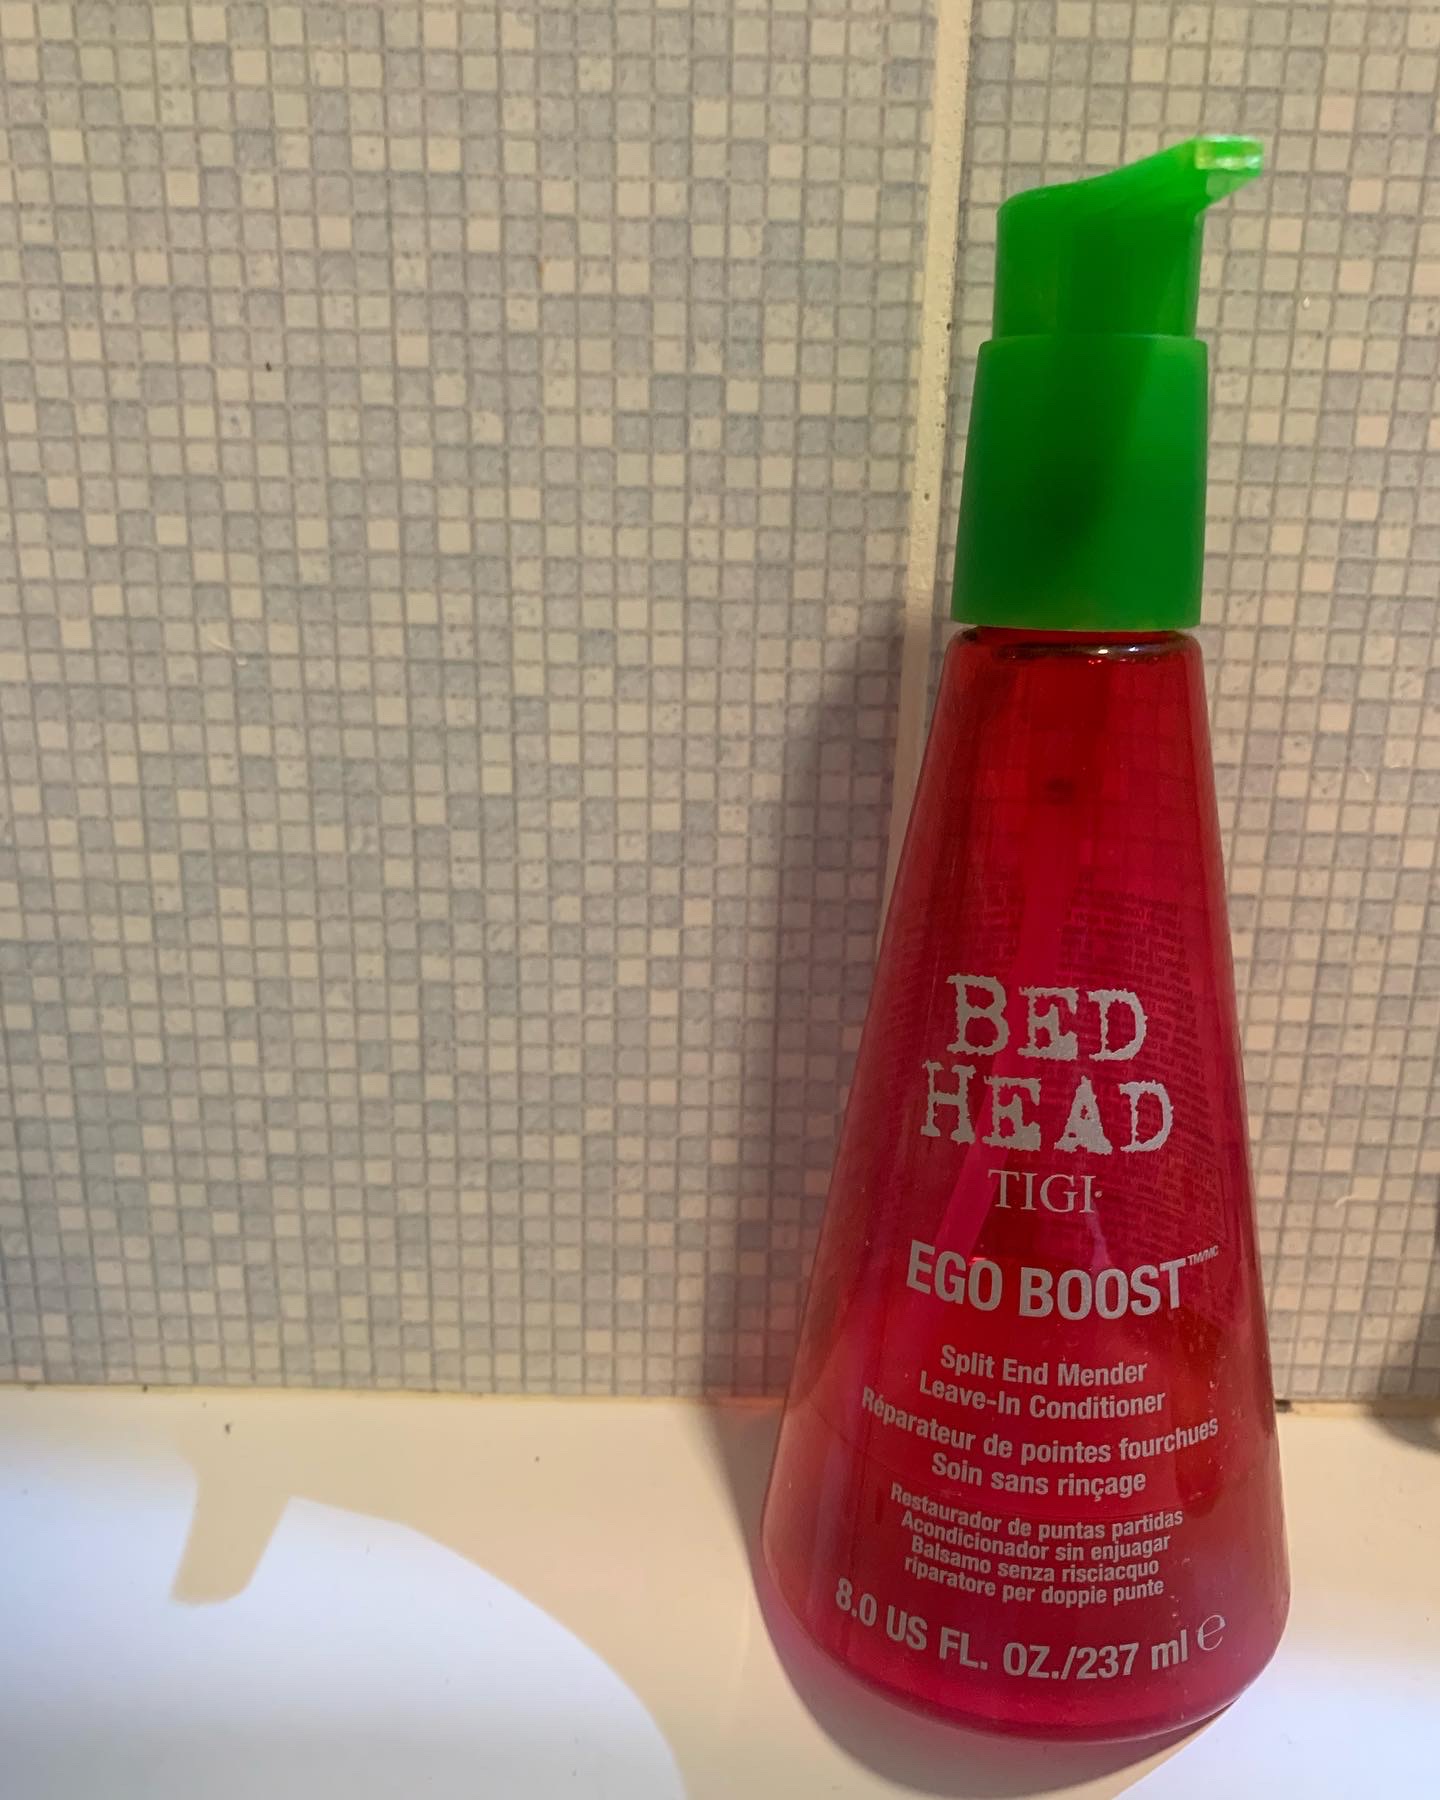 BED
HEAD
TIGI
EGO BOOST™/MC
Split End Mender
Leave-In Conditioner
Réparateur de pointes fourchues
Soin sans rinçage
Restaurador de puntas partidas
Acondicionador sin enjuagar
Balsamo senza risciacquo
riparatore per doppie punte
8.0 US FL. OZ./237 ml ℮